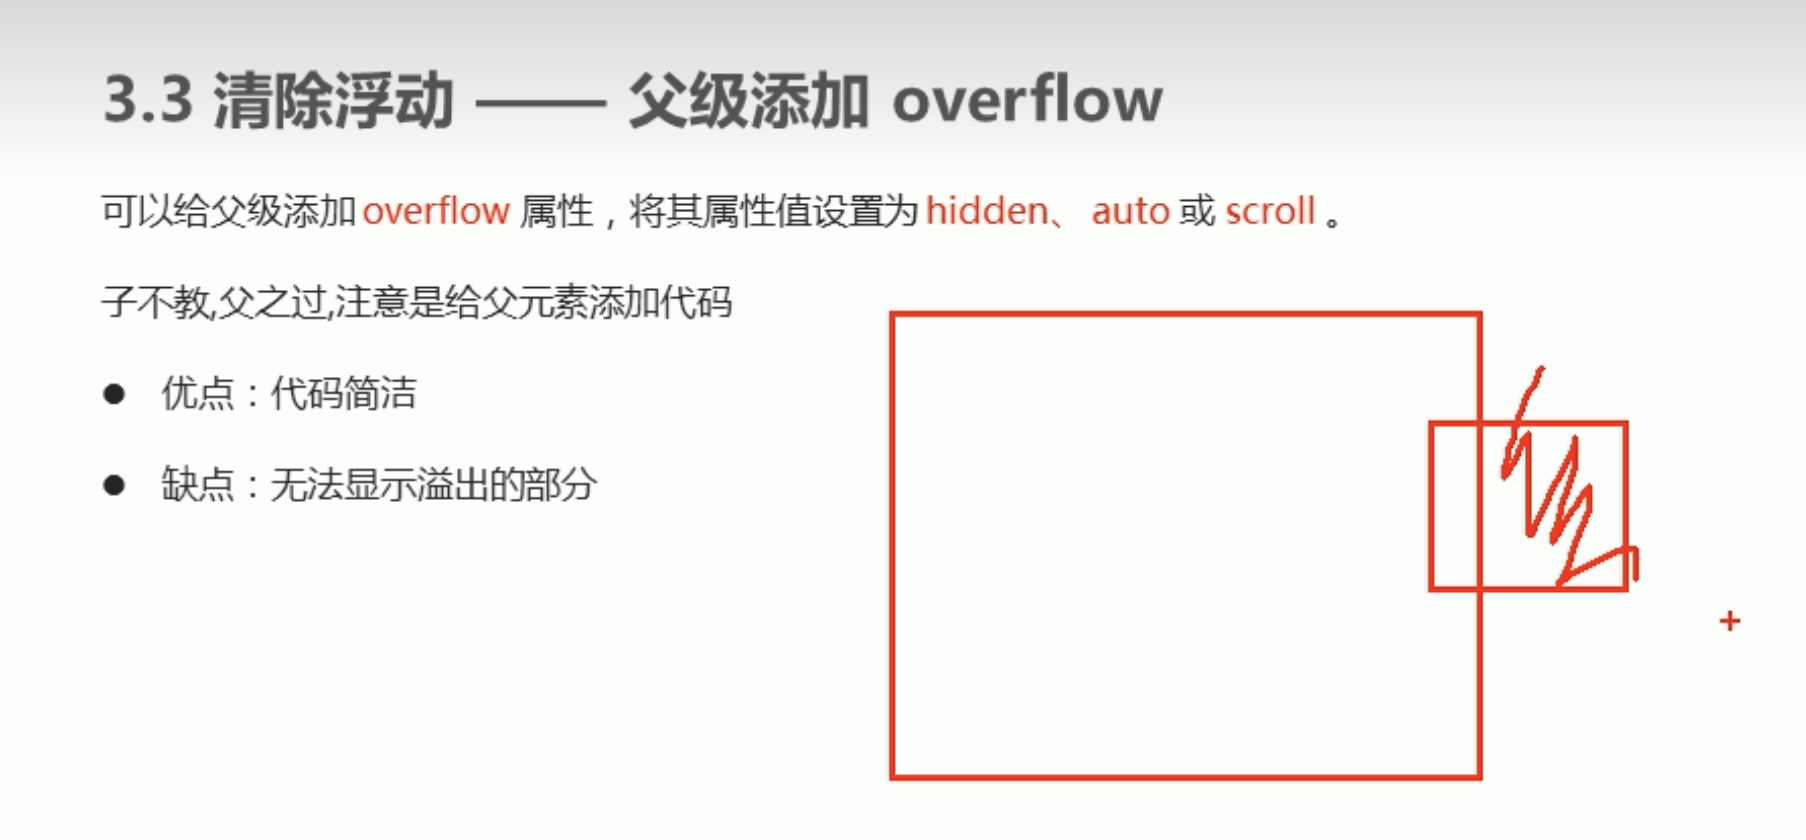 3.3 清除浮动 —— 父级添加 overflow
可以给父级添加 overflow 属性，将其属性值设置为 hidden、 auto 或 scroll 。
子不教,父之过,注意是给父元素添加代码
● 优点：代码简洁
● 缺点：无法显示溢出的部分